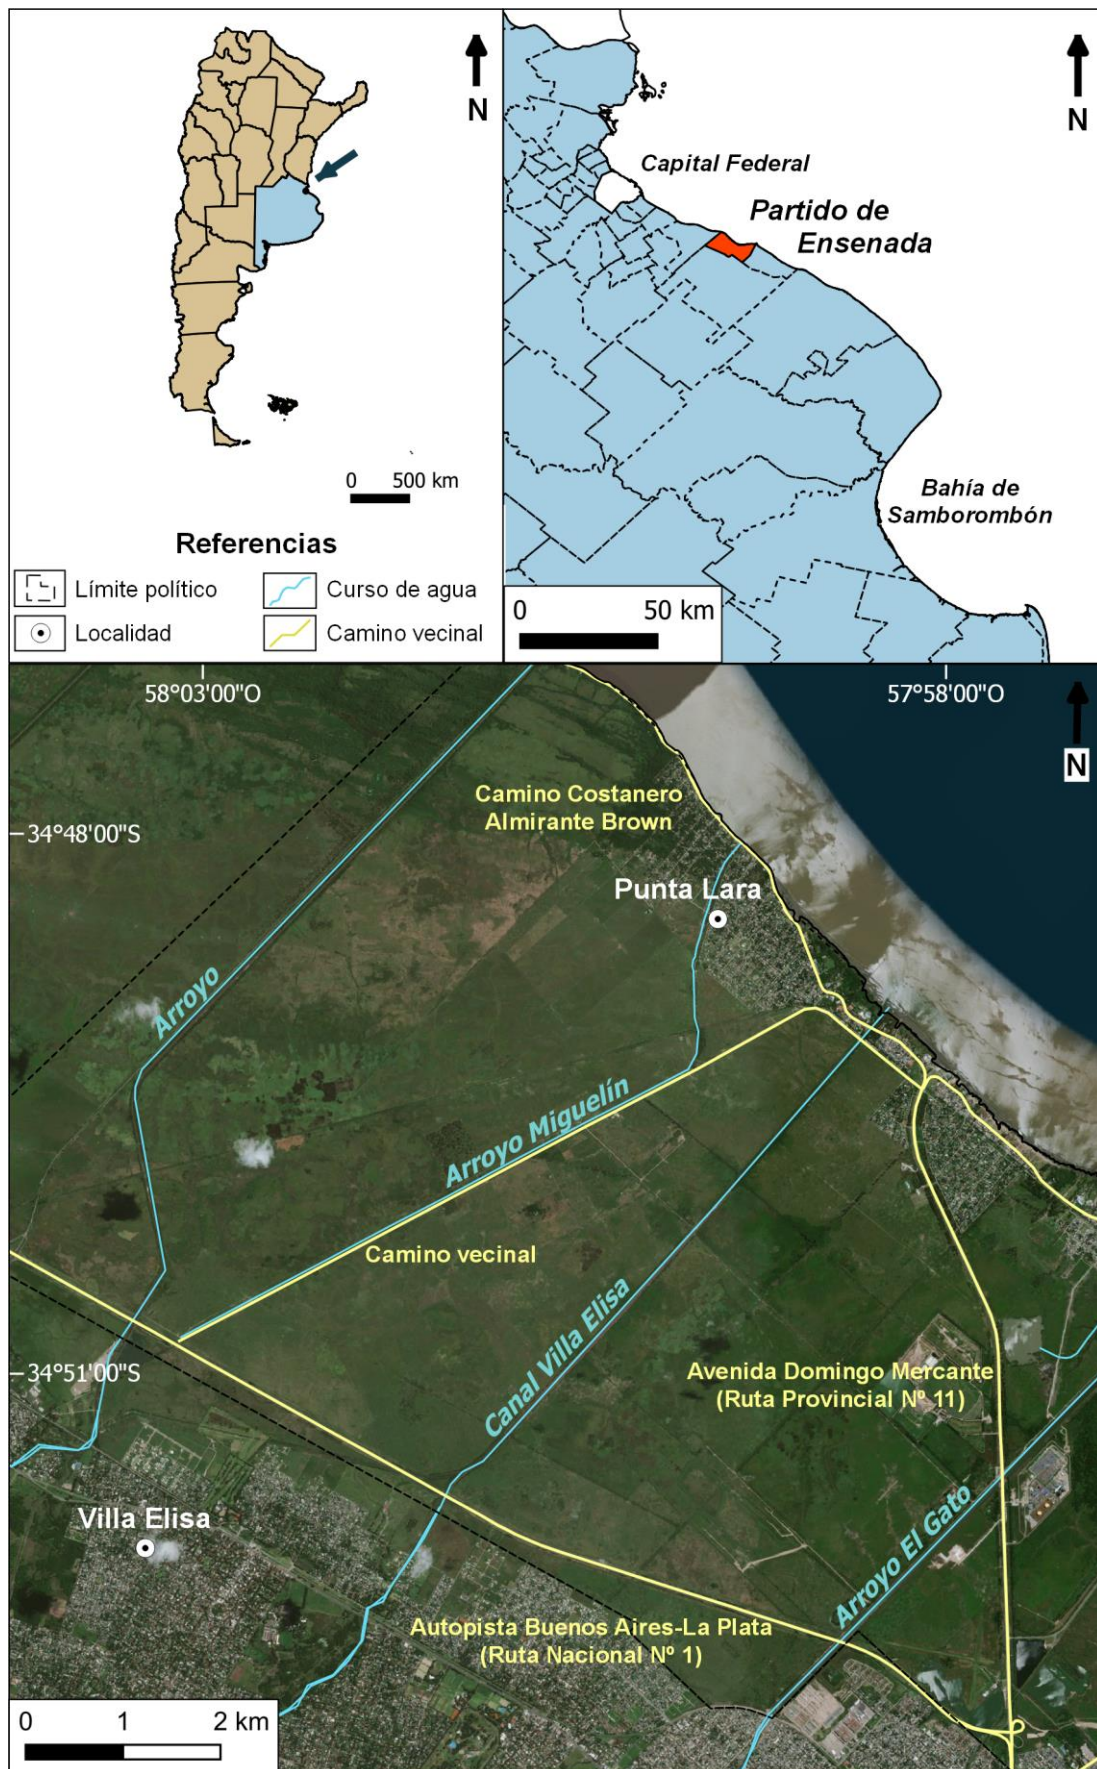 N
0 500 km
Referencias
Límite político
Curso de agua
Localidad
Camino vecinal
N
Capital Federal
Partido de
Ensenada
Bahía de
Samborombón
0 50 km
58°03'00"O
57°58'00"O
N
Camino Costanero
Almirante Brown
34°48'00"S
Punta Lara
Arroyo
Arroyo Miguelín
Camino vecinal
Canal Villa Elisa
34°51'00"S
Avenida Domingo Mercante
(Ruta Provincial Nº 11)
Villa Elisa
Arroyo El Gato
Autopista Buenos Aires-La Plata
(Ruta Nacional Nº 1)
0 1 2 km